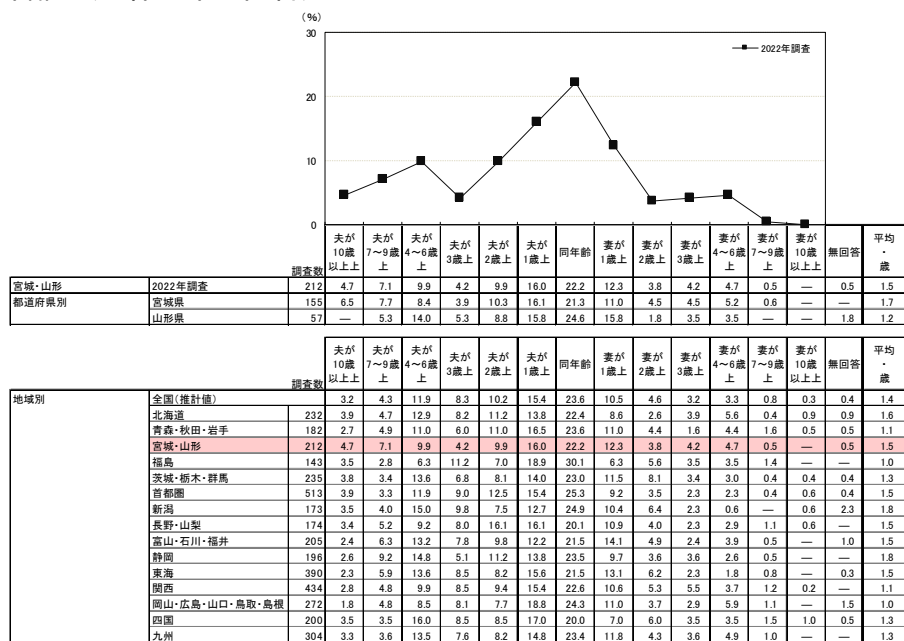 (%)
30
20
10
0
2022年調査
調査数 夫が10歳以上上 夫が7～9歳上 夫が4～6歳上 夫が3歳上 夫が2歳上 夫が1歳上 同年齢 妻が1歳上 妻が2歳上 妻が3歳上 妻が4～6歳上 妻が7～9歳上 妻が10歳以上上 無回答 平均・歳
宮城・山形 2022年調査 212 4.7 7.1 9.9 4.2 9.9 16.0 22.2 12.3 3.8 4.2 4.7 0.5 — 0.5 1.5
都道府県別 宮城県 155 6.5 7.7 8.4 3.9 10.3 16.1 21.3 11.0 4.5 4.5 5.2 0.6 — — 1.7
山形県 57 — 5.3 14.0 5.3 8.8 15.8 24.6 15.8 1.8 3.5 3.5 — — 1.8 1.2
調査数 夫が10歳以上上 夫が7～9歳上 夫が4～6歳上 夫が3歳上 夫が2歳上 夫が1歳上 同年齢 妻が1歳上 妻が2歳上 妻が3歳上 妻が4～6歳上 妻が7～9歳上 妻が10歳以上上 無回答 平均・歳
地域別 全国(推計値) 3.2 4.3 11.9 8.3 10.2 15.4 23.6 10.5 4.6 3.2 3.3 0.8 0.3 0.4 1.4
北海道 232 3.9 4.7 12.9 8.2 11.2 13.8 22.4 8.6 2.6 3.9 5.6 0.4 0.9 0.9 1.6
青森・秋田・岩手 182 2.7 4.9 11.0 6.0 11.0 16.5 23.6 11.0 4.4 1.6 4.4 1.6 0.5 0.5 1.1
宮城・山形 212 4.7 7.1 9.9 4.2 9.9 16.0 22.2 12.3 3.8 4.2 4.7 0.5 — 0.5 1.5
福島 143 3.5 2.8 6.3 11.2 7.0 18.9 30.1 6.3 5.6 3.5 3.5 1.4 — — 1.0
茨城・栃木・群馬 235 3.8 3.4 13.6 6.8 8.1 14.0 23.0 11.5 8.1 3.4 3.0 0.4 0.4 0.4 1.3
首都圏 513 3.9 3.3 11.9 9.0 12.5 15.4 25.3 9.2 3.5 2.3 2.3 0.4 0.6 0.4 1.5
新潟 173 3.5 4.0 15.0 9.8 7.5 12.7 24.9 10.4 6.4 2.3 0.6 — 0.6 2.3 1.8
長野・山梨 174 3.4 5.2 9.2 8.0 16.1 16.1 20.1 10.9 4.0 2.3 2.9 1.1 0.6 — 1.5
富山・石川・福井 205 2.4 6.3 13.2 7.8 9.8 12.2 21.5 14.1 4.9 2.4 3.9 0.5 — 1.0 1.5
静岡 196 2.6 9.2 14.8 5.1 11.2 13.8 23.5 9.7 3.6 3.6 2.6 0.5 — — 1.8
東海 390 2.3 5.9 13.6 8.5 8.2 15.6 21.5 13.1 6.2 2.3 1.8 0.8 — 0.3 1.5
関西 434 2.8 4.8 9.9 8.5 9.4 15.4 22.6 10.6 5.3 5.5 3.7 1.2 0.2 — 1.1
岡山・広島・山口・鳥取・島根 272 1.8 4.8 8.5 8.1 7.7 18.8 24.3 11.0 3.7 2.9 5.9 1.1 — 1.5 1.0
四国 200 3.5 3.5 16.0 8.5 8.5 17.0 20.0 7.0 6.0 3.5 3.5 1.5 1.0 0.5 1.3
九州 304 3.3 3.6 13.5 7.6 8.2 14.8 23.4 11.8 4.3 3.6 4.9 1.0 — — 1.3